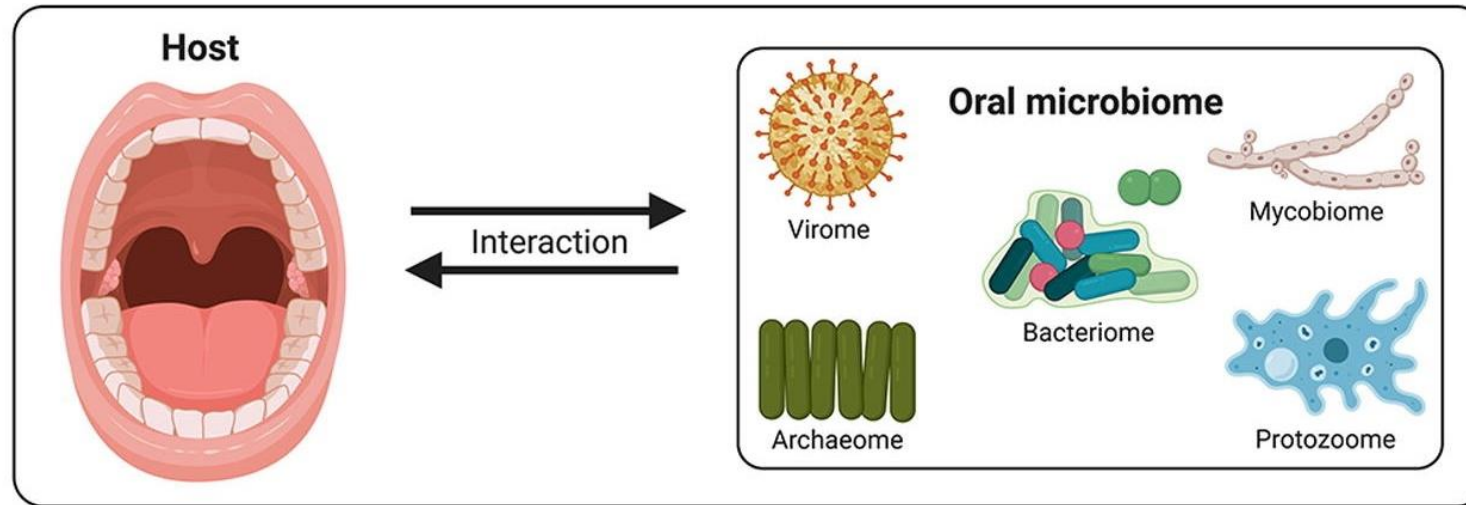 Host
Oral microbiome
Interaction
Virome
Mycobiome
Bacteriome
Archaeome
Protozoome